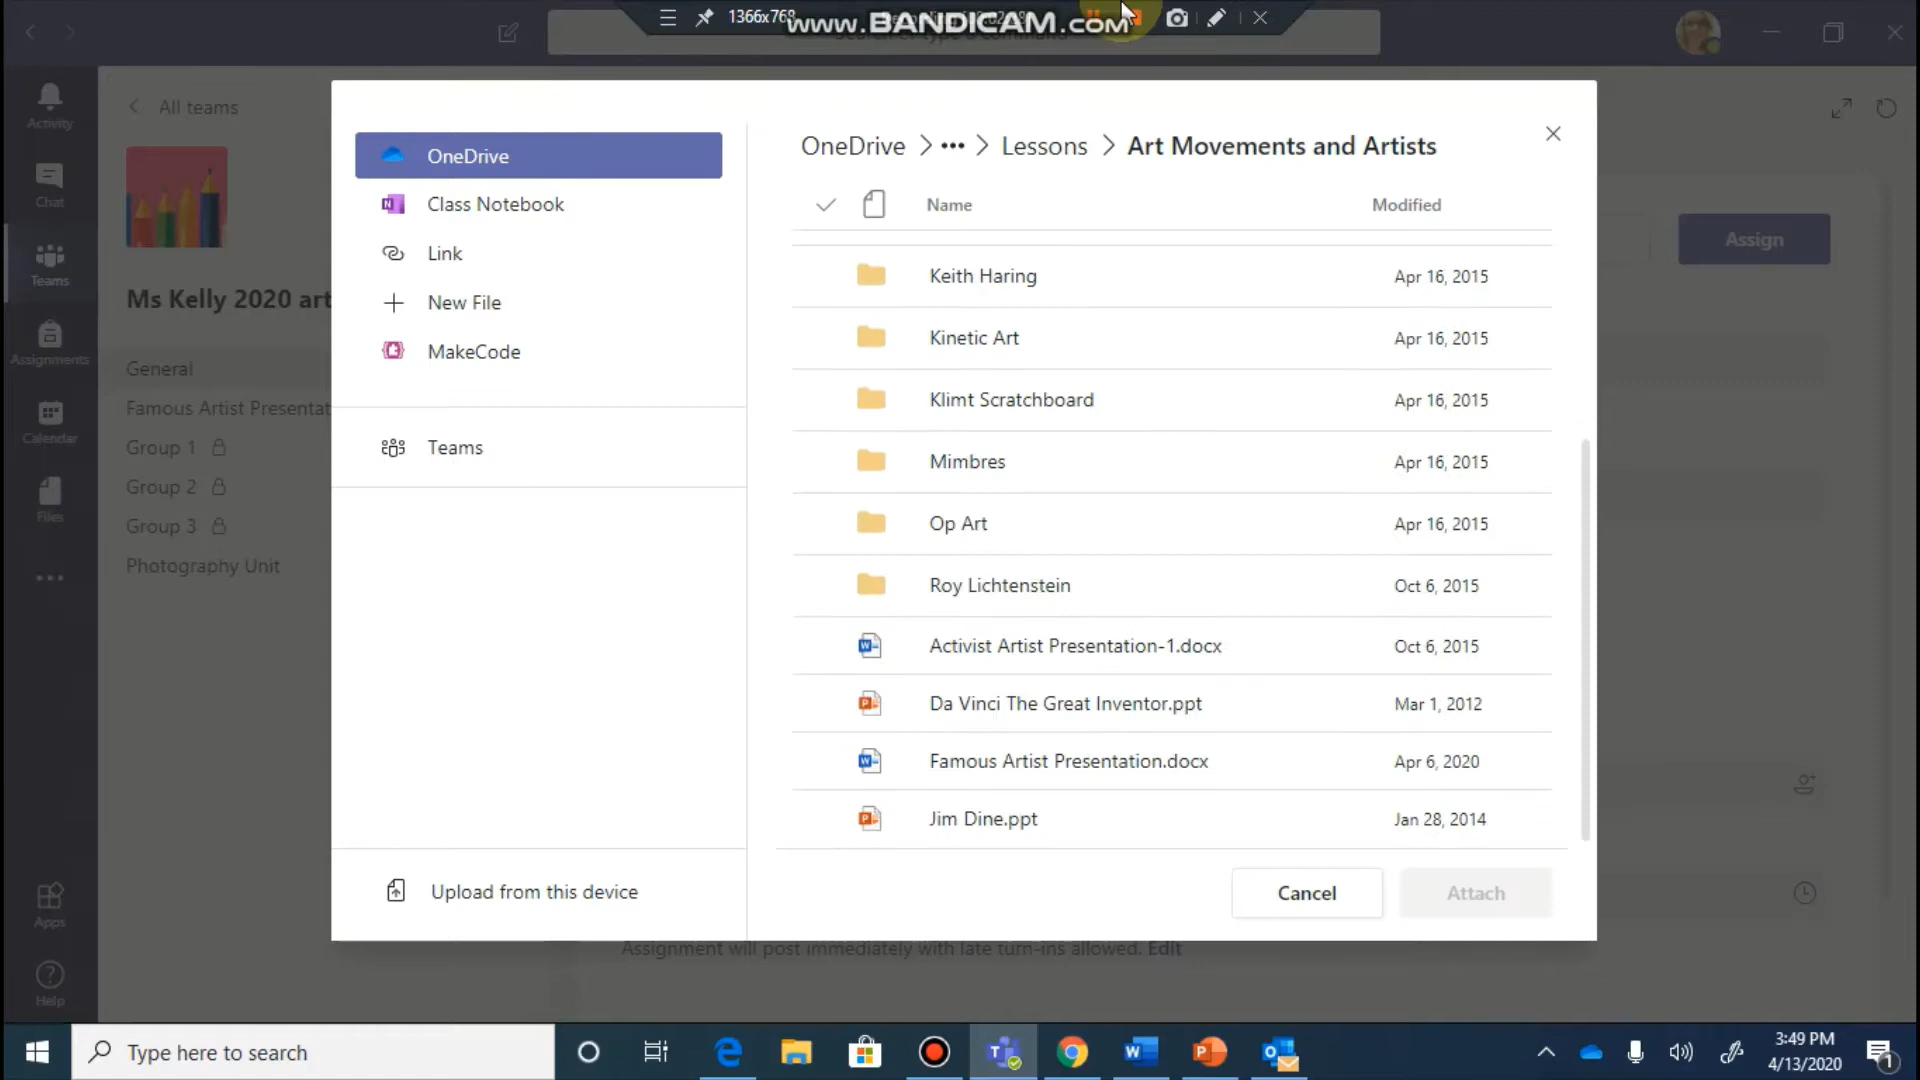 1366x768
www.BANDICAM.com
Activity
Chat
Teams
Assignments
Calendar
Files
Apps
Help
All teams
Ms Kelly 2020 art
General
Famous Artist Presentat
Group 1
Group 2
Group 3
Photography Unit
OneDrive
Class Notebook
Link
New File
MakeCode
Teams
Upload from this device
OneDrive > ••• > Lessons > Art Movements and Artists
Name Modified
Keith Haring Apr 16, 2015
Kinetic Art Apr 16, 2015
Klimt Scratchboard Apr 16, 2015
Mimbres Apr 16, 2015
Op Art Apr 16, 2015
Roy Lichtenstein Oct 6, 2015
Activist Artist Presentation-1.docx Oct 6, 2015
Da Vinci The Great Inventor.ppt Mar 1, 2012
Famous Artist Presentation.docx Apr 6, 2020
Jim Dine.ppt Jan 28, 2014
Cancel Attach
Assign
Assignment will post immediately with late turn-ins allowed. Edit
Type here to search
3:49 PM
4/13/2020
1